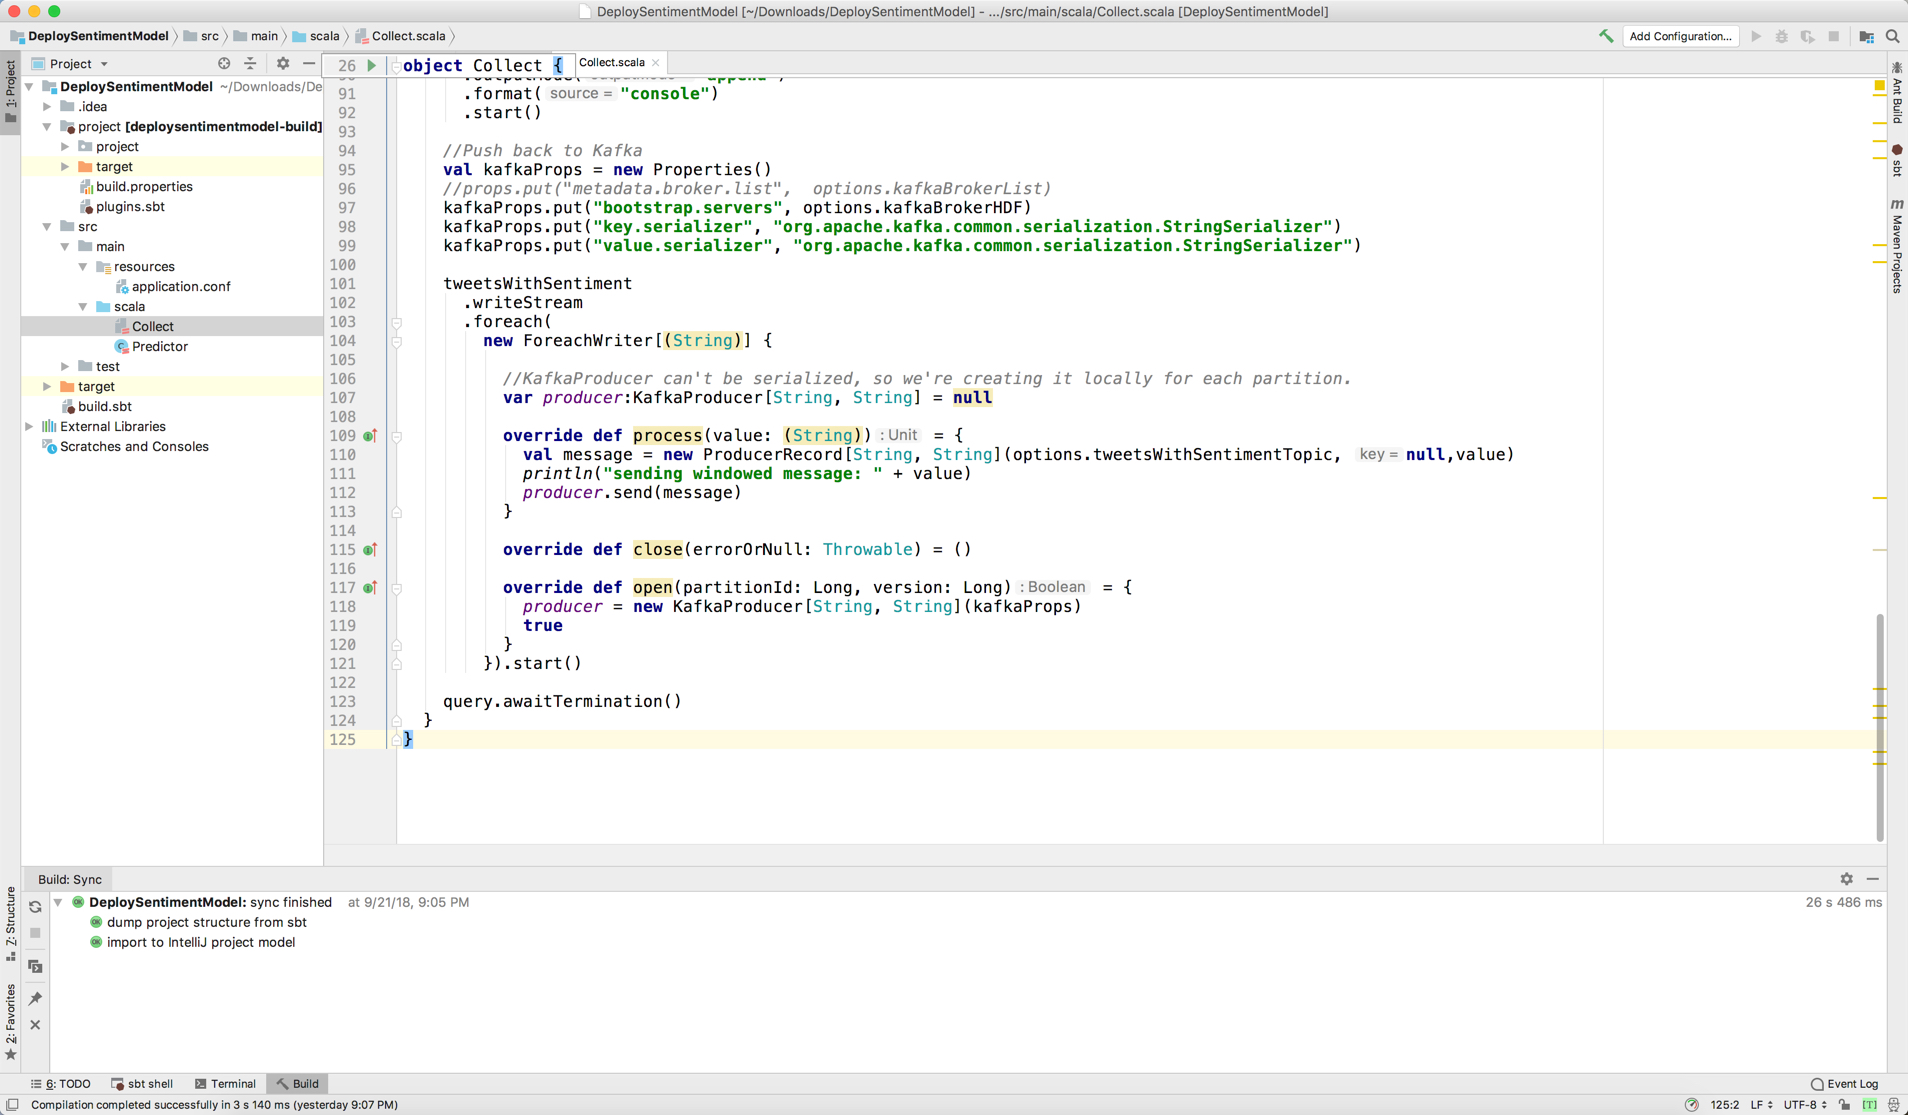 DeploySentimentModel [~/Downloads/DeploySentimentModel] - .../src/main/scala/Collect.scala [DeploySentimentModel]
DeploySentimentModel src main scala Collect.scala Add Configuration...
1: Project
Project
DeploySentimentModel ~/Downloads/De
.idea
project [deploysentimentmodel-build]
project
target
build.properties
plugins.sbt
src
main
resources
application.conf
scala
Collect
Predictor
test
target
build.sbt
External Libraries
Scratches and Consoles
Collect.scala
26 object Collect {
91 .format( source = "console")
92 .start()
93
94 //Push back to Kafka
95 val kafkaProps = new Properties()
96 //props.put("metadata.broker.list",  options.kafkaBrokerList)
97 kafkaProps.put("bootstrap.servers", options.kafkaBrokerHDF)
98 kafkaProps.put("key.serializer", "org.apache.kafka.common.serialization.StringSerializer")
99 kafkaProps.put("value.serializer", "org.apache.kafka.common.serialization.StringSerializer")
100
101 tweetsWithSentiment
102 .writeStream
103 .foreach(
104 new ForeachWriter[(String)] {
105
106 //KafkaProducer can't be serialized, so we're creating it locally for each partition.
107 var producer:KafkaProducer[String, String] = null
108
109 override def process(value: (String)) : Unit = {
110 val message = new ProducerRecord[String, String](options.tweetsWithSentimentTopic, key = null,value)
111 println("sending windowed message: " + value)
112 producer.send(message)
113 }
114
115 override def close(errorOrNull: Throwable) = ()
116
117 override def open(partitionId: Long, version: Long) : Boolean = {
118 producer = new KafkaProducer[String, String](kafkaProps)
119 true
120 }
121 }).start()
122
123 query.awaitTermination()
124 }
125 }
Ant Build
sbt
Maven Projects
Build: Sync
DeploySentimentModel: sync finished at 9/21/18, 9:05 PM 26 s 486 ms
dump project structure from sbt
import to IntelliJ project model
Z: Structure
2: Favorites
6: TODO sbt shell Terminal Build Event Log
Compilation completed successfully in 3 s 140 ms (yesterday 9:07 PM) 125:2 LF UTF-8 [T]